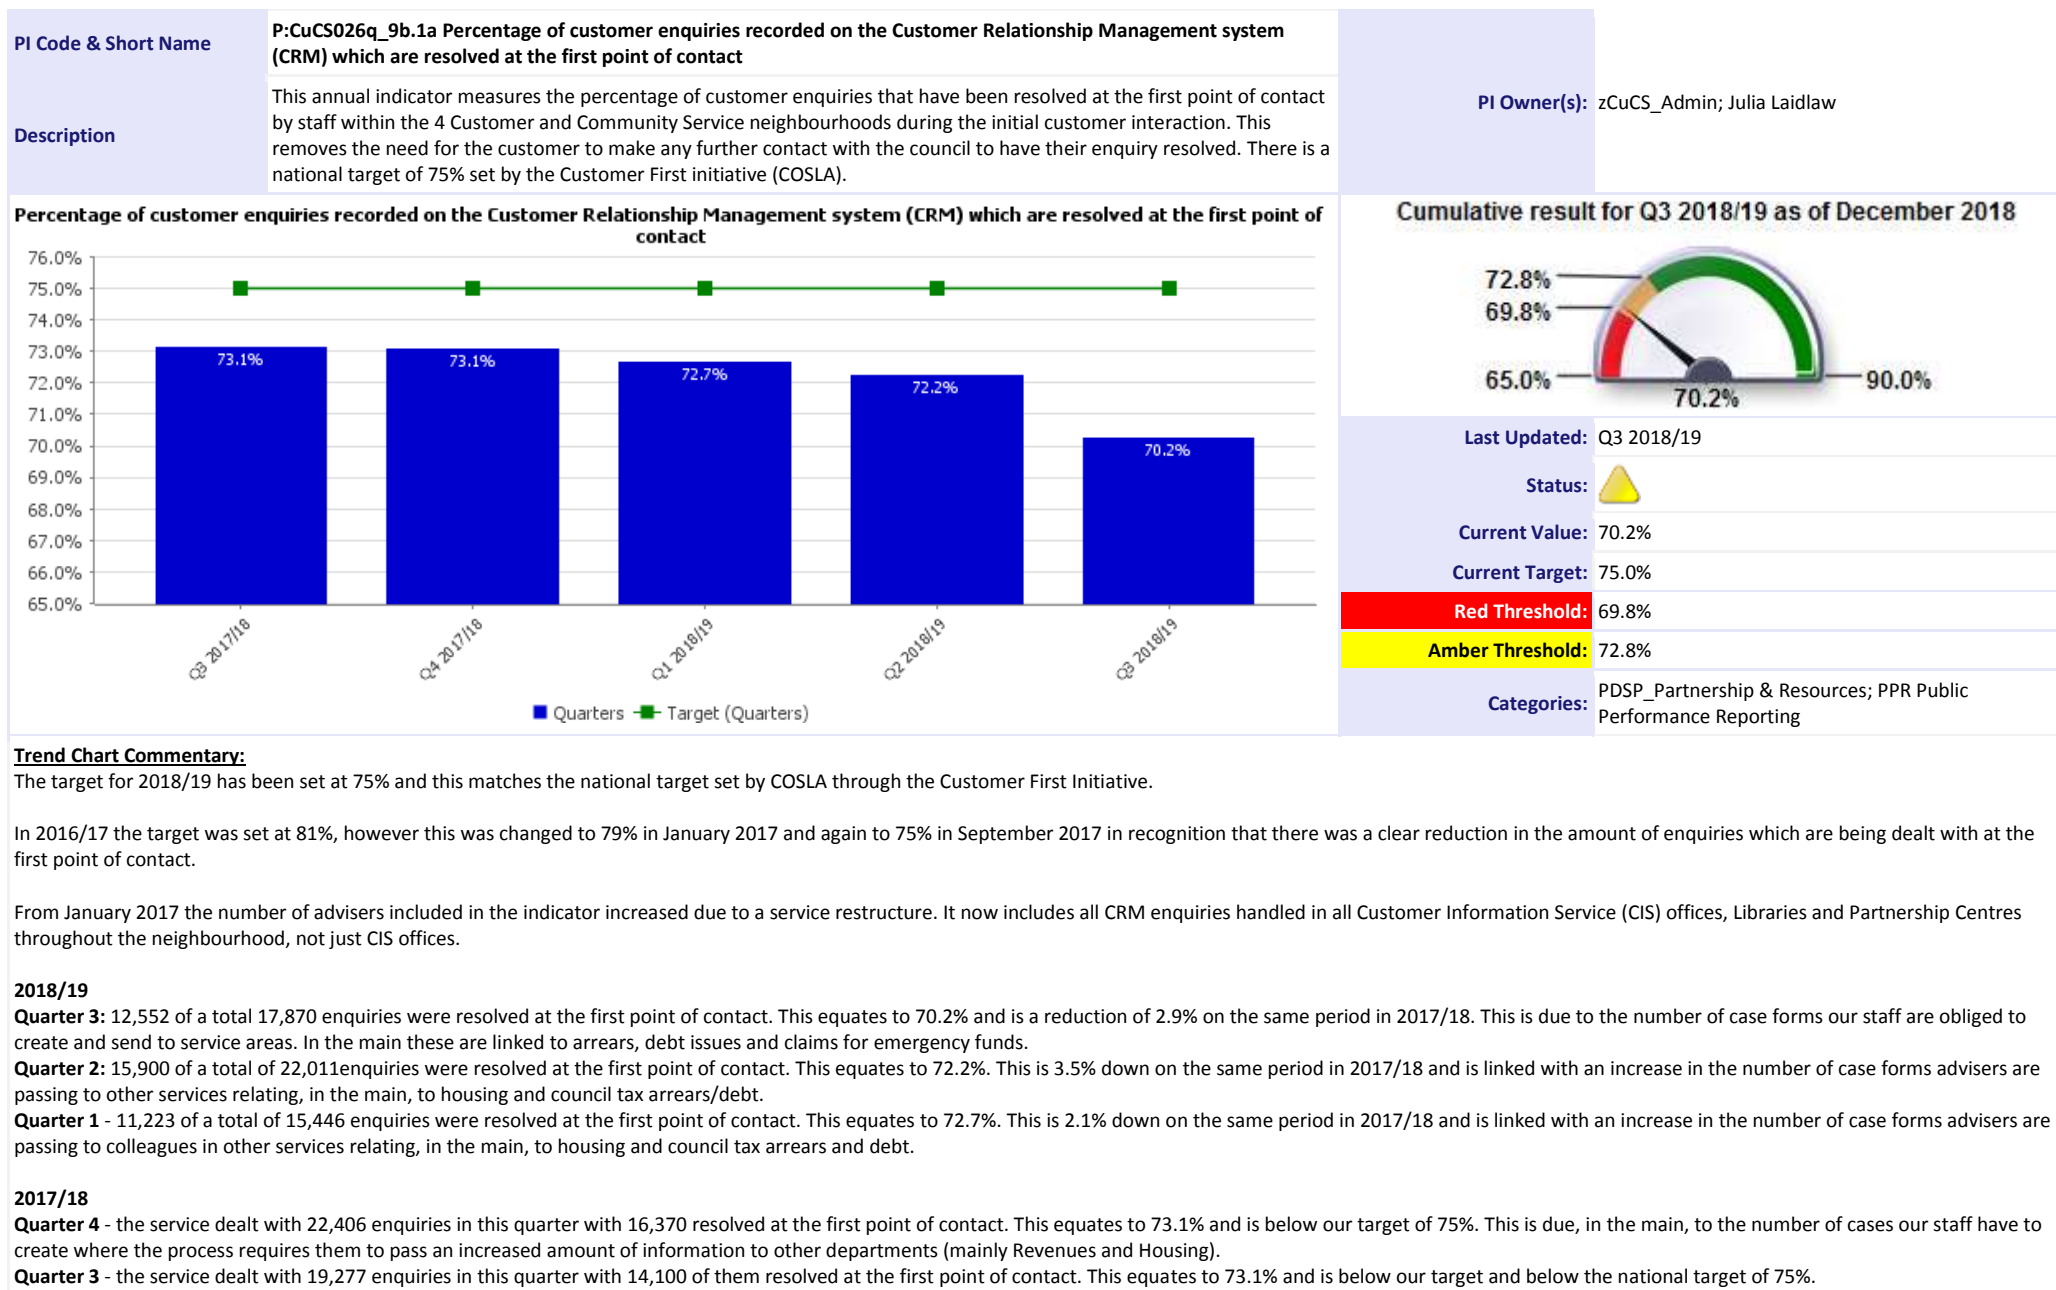 PI Code & Short Name
P:CuCS026q_9b.1a Percentage of customer enquiries recorded on the Customer Relationship Management system
(CRM) which are resolved at the first point of contact
PI Owner(s): zCuCS_Admin; Julia Laidlaw
Description
This annual indicator measures the percentage of customer enquiries that have been resolved at the first point of contact
by staff within the 4 Customer and Community Service neighbourhoods during the initial customer interaction. This
removes the need for the customer to make any further contact with the council to have their enquiry resolved. There is a
national target of 75% set by the Customer First initiative (COSLA).
Percentage of customer enquiries recorded on the Customer Relationship Management system (CRM) which are resolved at the first point of
contact
76.0%
75.0%
74.0%
73.0%
72.0%
71.0%
70.0%
69.0%
68.0%
67.0%
66.0%
65.0%
73.1%
73.1%
72.7%
72.2%
70.2%
Q3 2017/18
Q4 2017/18
Q1 2018/19
Q2 2018/19
Q3 2018/19
Quarters
Target (Quarters)
Cumulative result for Q3 2018/19 as of December 2018
72.8%
69.8%
65.0%
90.0%
70.2%
Last Updated: Q3 2018/19
Status:
Current Value: 70.2%
Current Target: 75.0%
Red Threshold: 69.8%
Amber Threshold: 72.8%
Categories:
PDSP_Partnership & Resources; PPR Public
Performance Reporting
Trend Chart Commentary:
The target for 2018/19 has been set at 75% and this matches the national target set by COSLA through the Customer First Initiative.
In 2016/17 the target was set at 81%, however this was changed to 79% in January 2017 and again to 75% in September 2017 in recognition that there was a clear reduction in the amount of enquiries which are being dealt with at the
first point of contact.
From January 2017 the number of advisers included in the indicator increased due to a service restructure. It now includes all CRM enquiries handled in all Customer Information Service (CIS) offices, Libraries and Partnership Centres
throughout the neighbourhood, not just CIS offices.
2018/19
Quarter 3: 12,552 of a total 17,870 enquiries were resolved at the first point of contact. This equates to 70.2% and is a reduction of 2.9% on the same period in 2017/18. This is due to the number of case forms our staff are obliged to
create and send to service areas. In the main these are linked to arrears, debt issues and claims for emergency funds.
Quarter 2: 15,900 of a total of 22,011enquiries were resolved at the first point of contact. This equates to 72.2%. This is 3.5% down on the same period in 2017/18 and is linked with an increase in the number of case forms advisers are
passing to other services relating, in the main, to housing and council tax arrears/debt.
Quarter 1 - 11,223 of a total of 15,446 enquiries were resolved at the first point of contact. This equates to 72.7%. This is 2.1% down on the same period in 2017/18 and is linked with an increase in the number of case forms advisers are
passing to colleagues in other services relating, in the main, to housing and council tax arrears and debt.
2017/18
Quarter 4 - the service dealt with 22,406 enquiries in this quarter with 16,370 resolved at the first point of contact. This equates to 73.1% and is below our target of 75%. This is due, in the main, to the number of cases our staff have to
create where the process requires them to pass an increased amount of information to other departments (mainly Revenues and Housing).
Quarter 3 - the service dealt with 19,277 enquiries in this quarter with 14,100 of them resolved at the first point of contact. This equates to 73.1% and is below our target and below the national target of 75%.